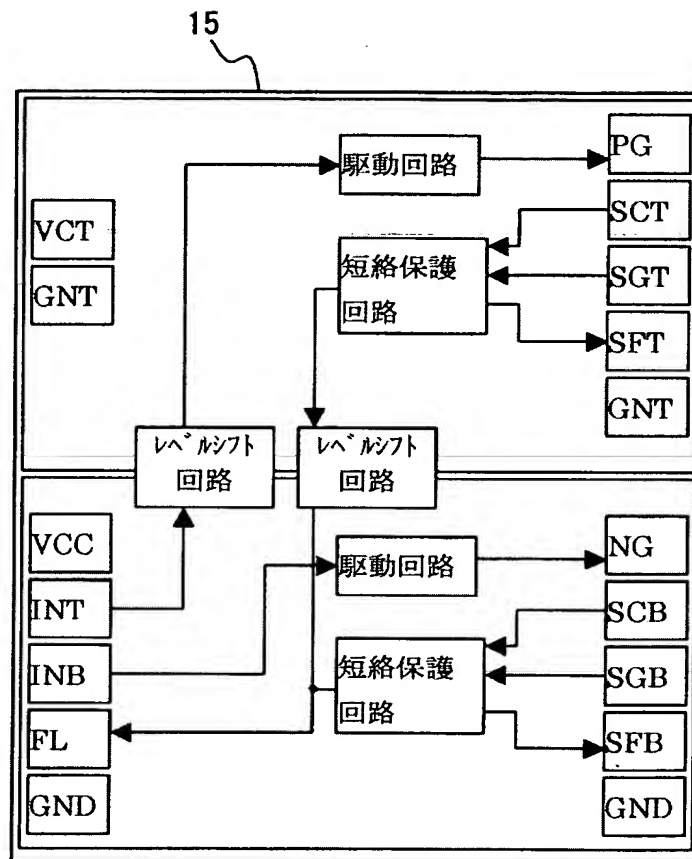 15
駆動回路
PG
VCT
SCT
短絡保護
回路
SGT
GNT
SFT
GNT
レベルシフト
回路
レベルシフト
回路
VCC
駆動回路
NG
INT
SCB
INB
短絡保護
回路
SGB
FL
SFB
GND
GND